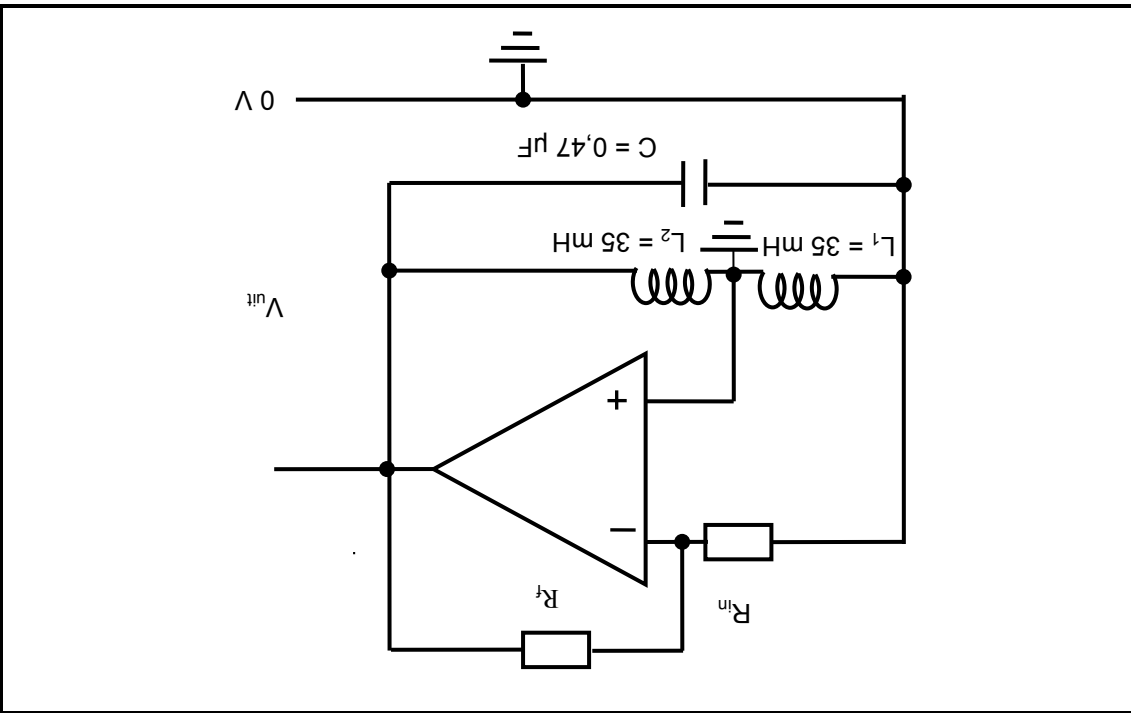 R_in
R_f
−
+
V_uit
L₁ = 35 mH
L₂ = 35 mH
C = 0,47 µF
0 V